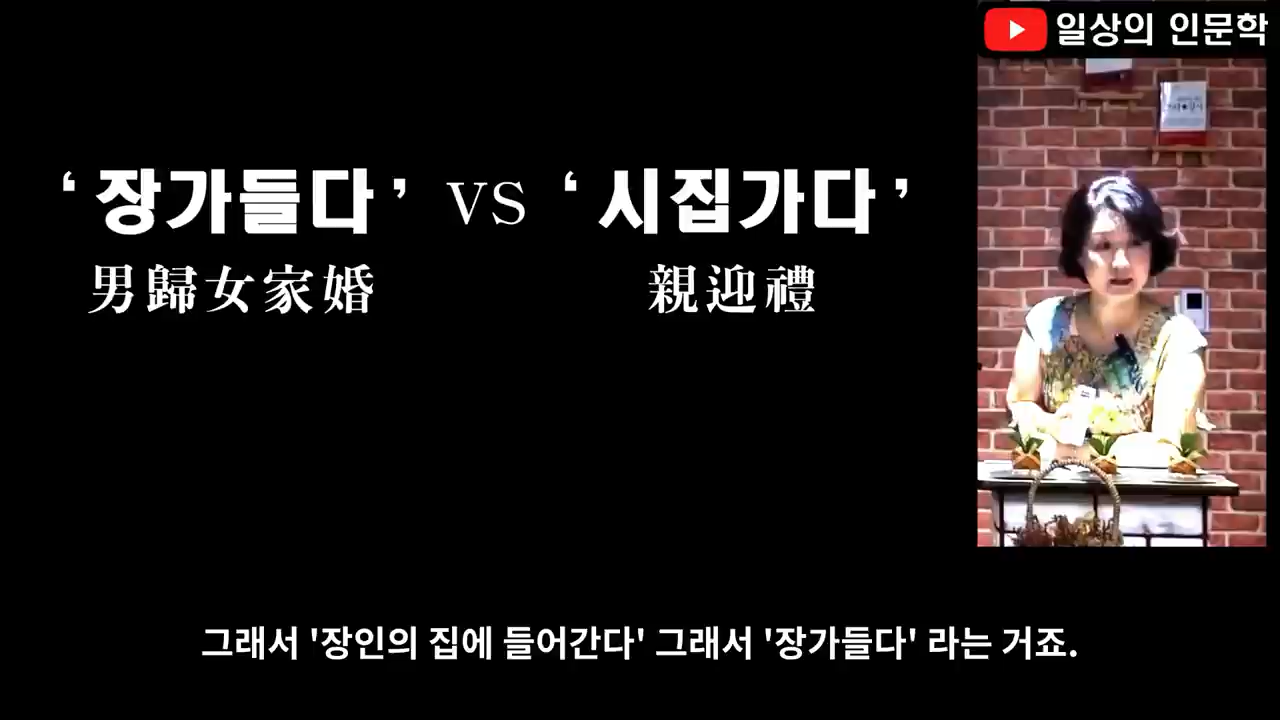 일상의 인문학
‘장가들다’ vs ‘시집가다’
男歸女家婚 親迎禮
그래서 '장인의 집에 들어간다' 그래서 '장가들다' 라는 거죠.